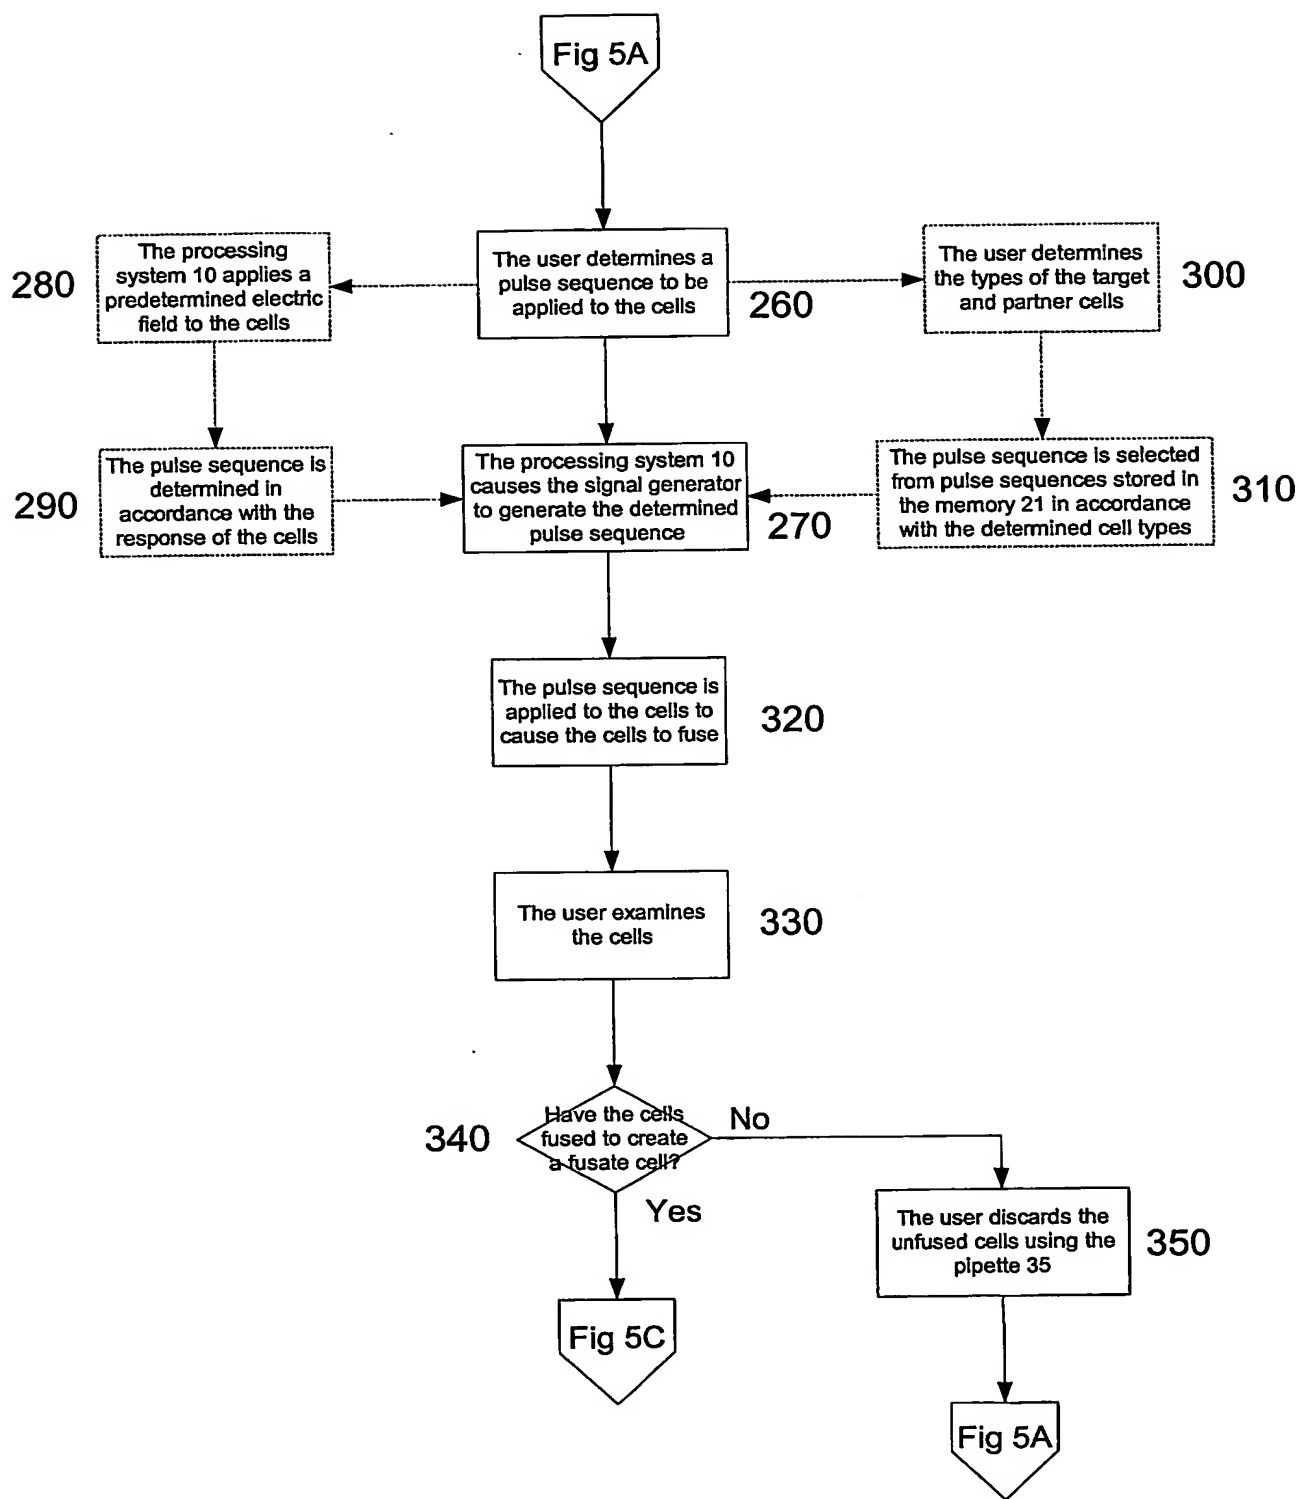 Fig 5A
The processing
system 10 applies a
predetermined electric
field to the cells
280
The user determines a
pulse sequence to be
applied to the cells
260
The user determines
the types of the target
and partner cells
300
The pulse sequence is
determined in
accordance with the
response of the cells
290
The processing system 10
causes the signal generator
to generate the determined
pulse sequence
270
The pulse sequence is selected
from pulse sequences stored in
the memory 21 in accordance
with the determined cell types
310
The pulse sequence is
applied to the cells to
cause the cells to fuse
320
The user examines
the cells
330
340
Have the cells
fused to create
a fusate cell?
No
Yes
The user discards the
unfused cells using the
pipette 35
350
Fig 5C
Fig 5A